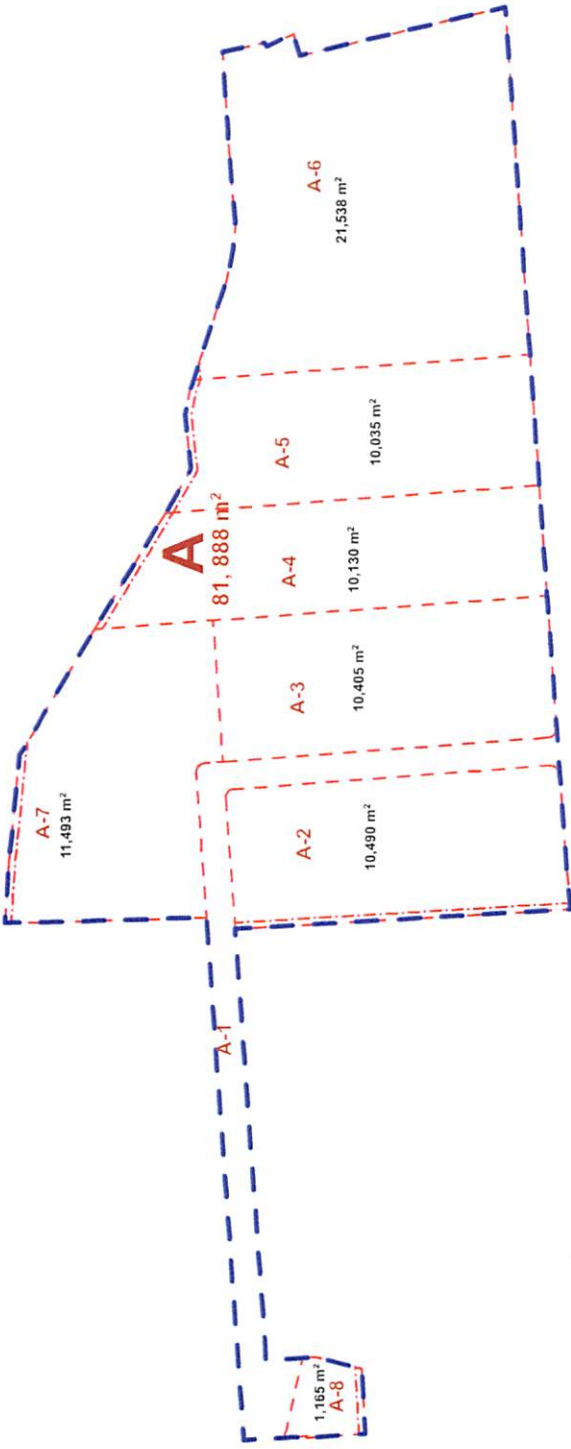 A-6
21,538 m²
A-5
10,035 m²
A
81, 888 m²
A-4
10,130 m²
A-3
10,405 m²
A-7
11,493 m²
A-2
10,490 m²
A-1
1,165 m²
A-8